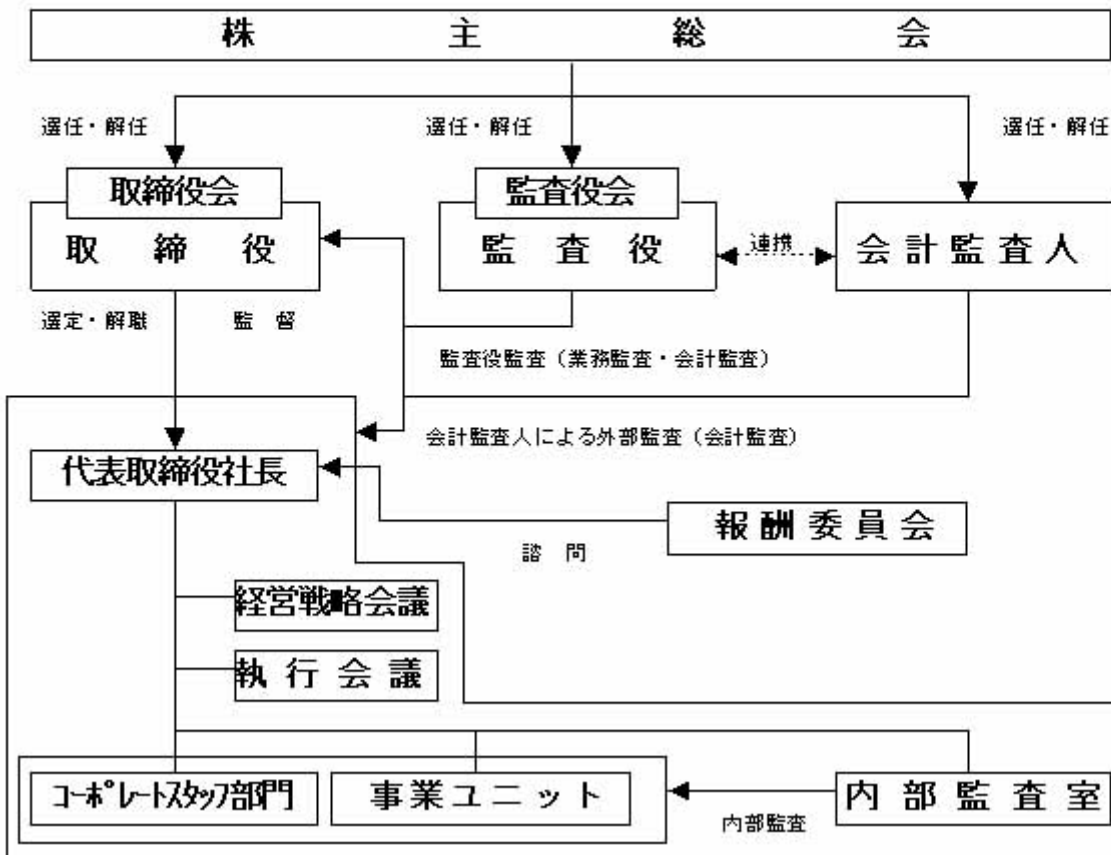 株主総会
選任・解任
選任・解任
選任・解任
取締役会
監査役会
取締役
監査役
連携
会計監査人
選定・解職
監督
監査役監査（業務監査・会計監査）
会計監査人による外部監査（会計監査）
代表取締役社長
報酬委員会
諮問
経営戦略会議
執行会議
ｺｰﾎﾟﾚｰﾄｽﾀｯﾌ部門
事業ユニット
内部監査室
内部監査